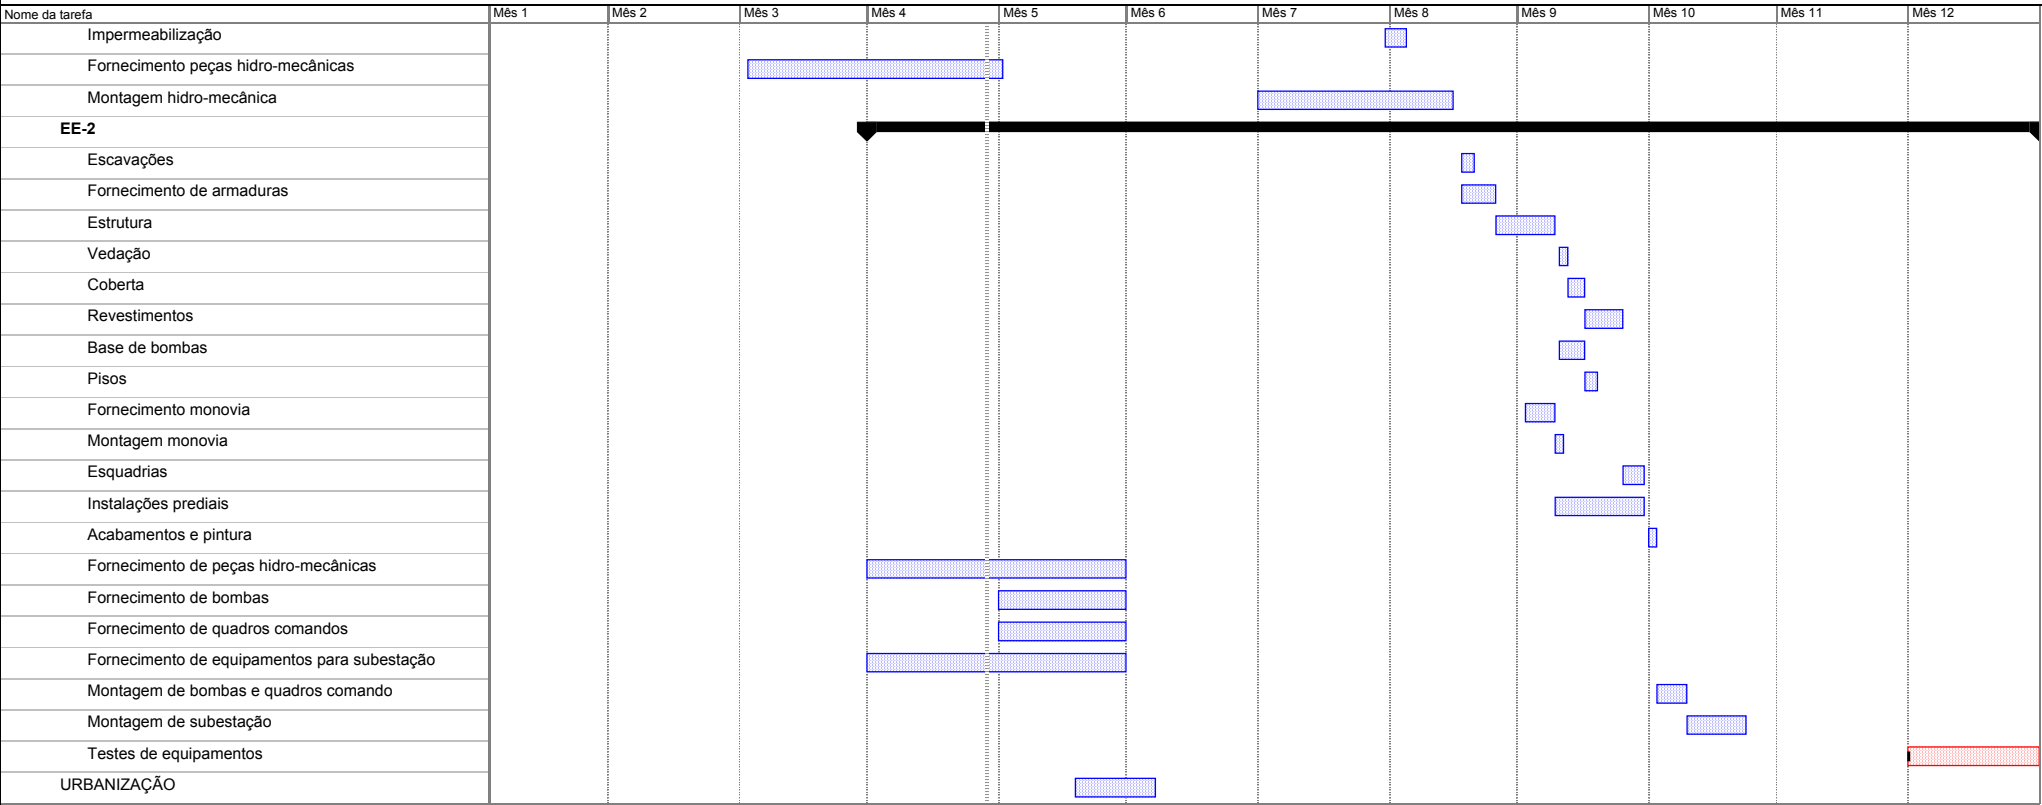 Nome da tarefa Mês 1 Mês 2 Mês 3 Mês 4 Mês 5 Mês 6 Mês 7 Mês 8 Mês 9 Mês 10 Mês 11 Mês 12
Impermeabilização
Fornecimento peças hidro-mecânicas
Montagem hidro-mecânica
EE-2
Escavações
Fornecimento de armaduras
Estrutura
Vedação
Coberta
Revestimentos
Base de bombas
Pisos
Fornecimento monovia
Montagem monovia
Esquadrias
Instalações prediais
Acabamentos e pintura
Fornecimento de peças hidro-mecânicas
Fornecimento de bombas
Fornecimento de quadros comandos
Fornecimento de equipamentos para subestação
Montagem de bombas e quadros comando
Montagem de subestação
Testes de equipamentos
URBANIZAÇÃO